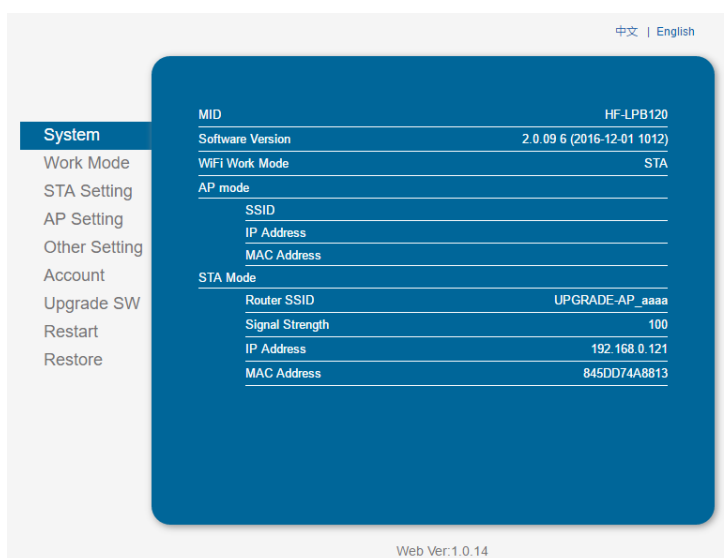 中文 | English
System
Work Mode
STA Setting
AP Setting
Other Setting
Account
Upgrade SW
Restart
Restore
MID HF-LPB120
Software Version 2.0.09 6 (2016-12-01 1012)
WiFi Work Mode STA
AP mode
SSID
IP Address
MAC Address
STA Mode
Router SSID UPGRADE-AP_aaaa
Signal Strength 100
IP Address 192.168.0.121
MAC Address 845DD74A8813
Web Ver:1.0.14